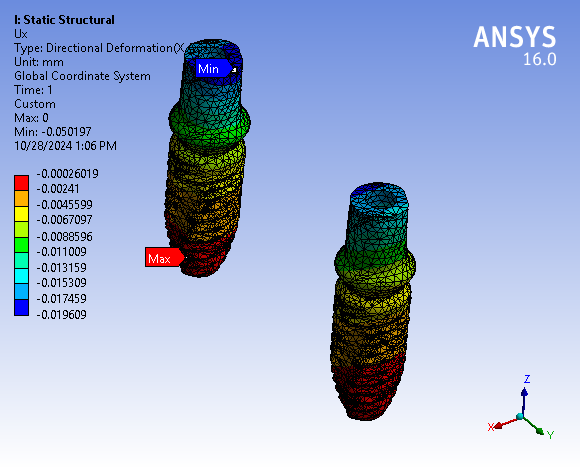 I: Static Structural
Ux
Type: Directional Deformation(X
Unit: mm
Global Coordinate System
Time: 1
Custom
Max: 0
Min: -0.050197
10/28/2024 1:06 PM
-0.00026019
-0.00241
-0.0045599
-0.0067097
-0.0088596
-0.011009
-0.013159
-0.015309
-0.017459
-0.019609
ANSYS
16.0
Min
Max
Z
X
Y